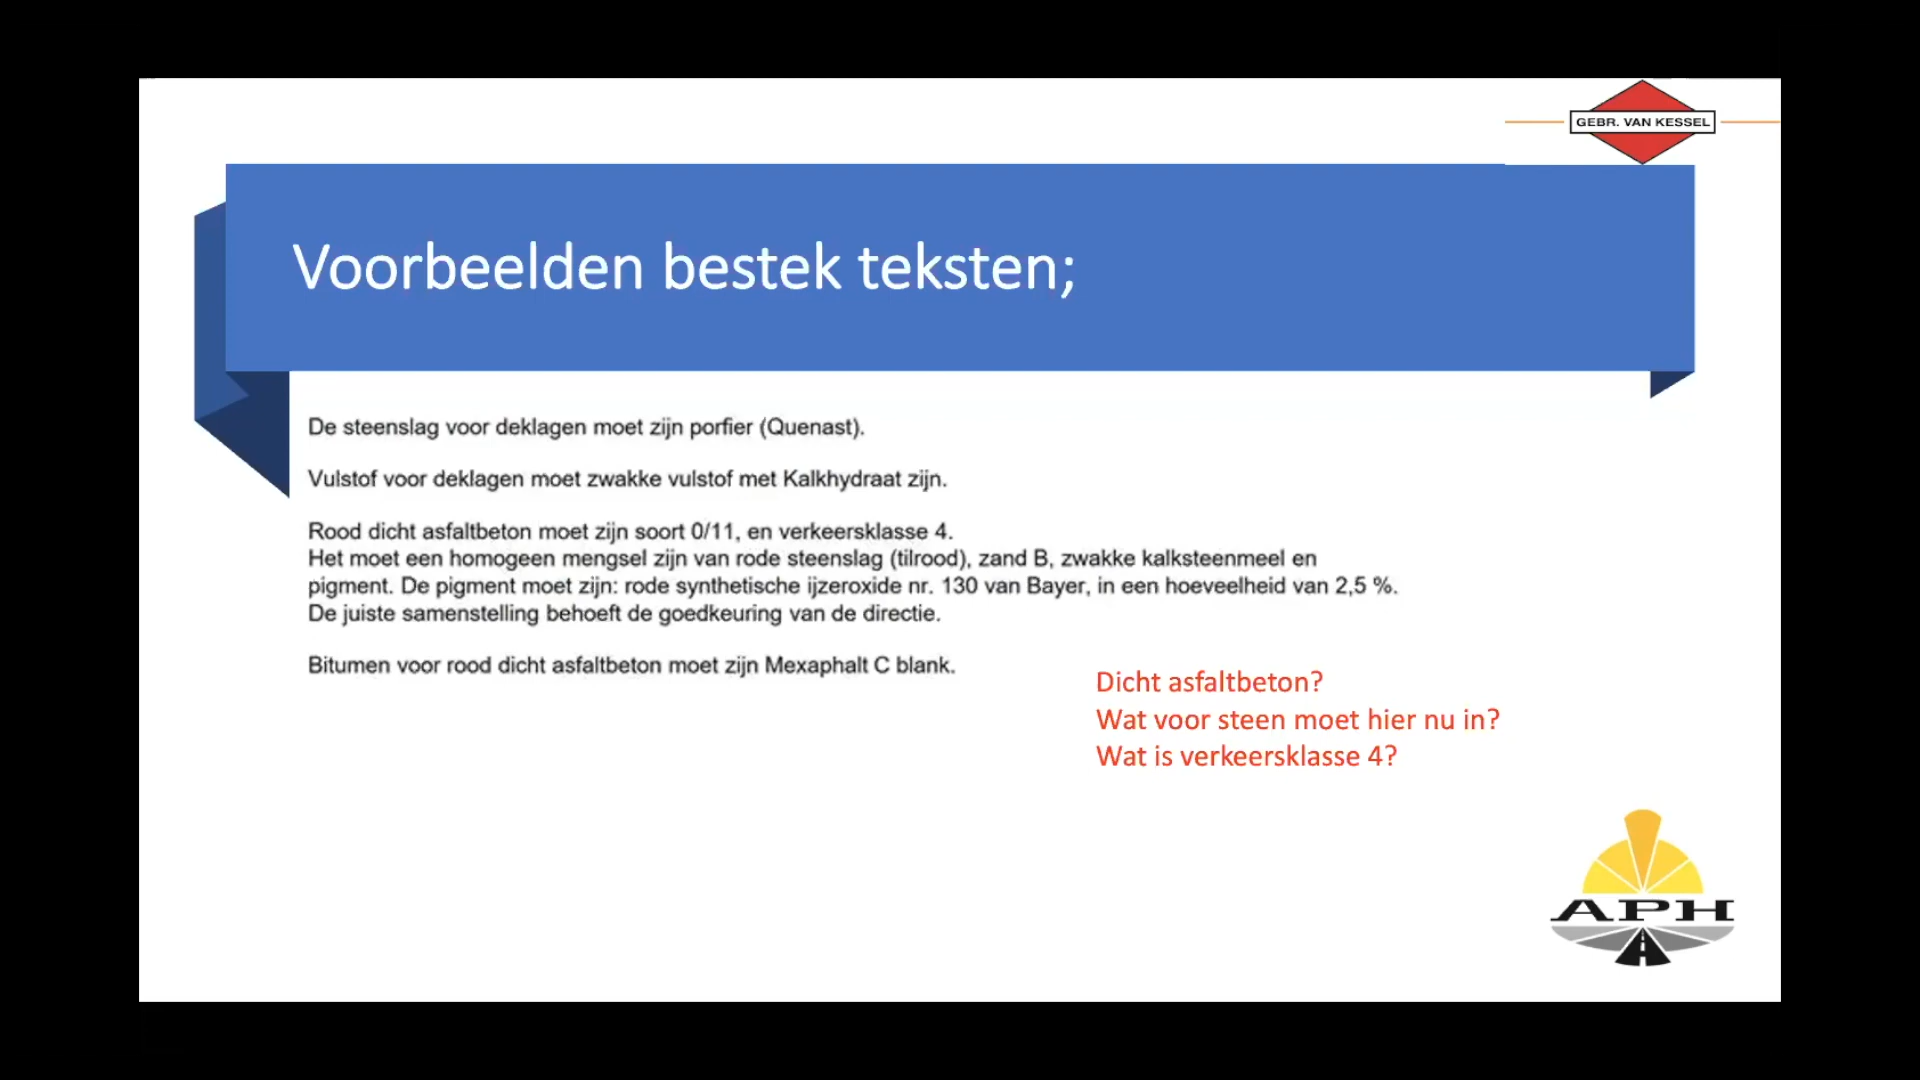 GEBR. VAN KESSEL
Voorbeelden bestek teksten;
De steenslag voor deklagen moet zijn porfier (Quenast).
Vulstof voor deklagen moet zwakke vulstof met Kalkhydraat zijn.
Rood dicht asfaltbeton moet zijn soort 0/11, en verkeersklasse 4.
Het moet een homogeen mengsel zijn van rode steenslag (tilrood), zand B, zwakke kalksteenmeel en
pigment. De pigment moet zijn: rode synthetische ijzeroxide nr. 130 van Bayer, in een hoeveelheid van 2,5 %.
De juiste samenstelling behoeft de goedkeuring van de directie.
Bitumen voor rood dicht asfaltbeton moet zijn Mexaphalt C blank.
Dicht asfaltbeton?
Wat voor steen moet hier nu in?
Wat is verkeersklasse 4?
APH